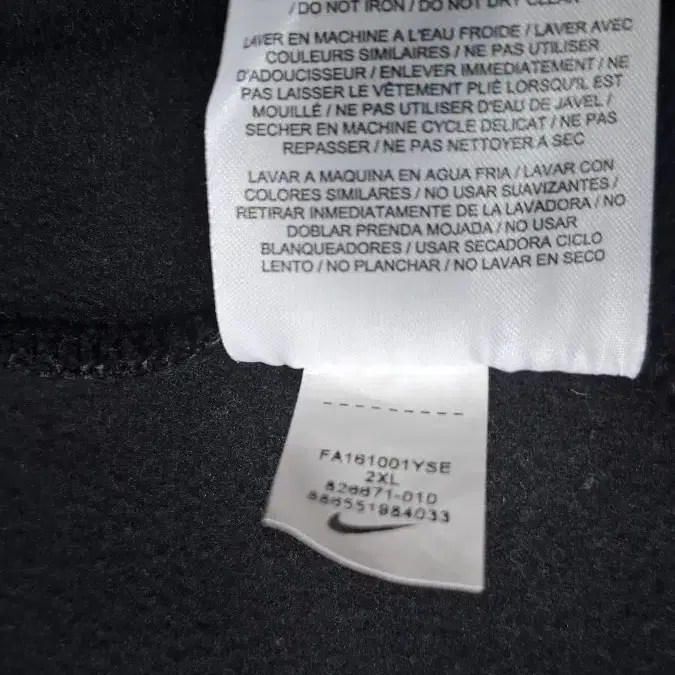 / DO NOT IRON / DO NOT DRY CLEAN
LAVER EN MACHINE A L'EAU FROIDE / LAVER AVEC
COULEURS SIMILAIRES / NE PAS UTILISER
D'ADOUCISSEUR / ENLEVER IMMEDIATEMENT / NE
PAS LAISSER LE VÊTEMENT PLIÉ LORSQU'IL EST
MOUILLÉ / NE PAS UTILISER D'EAU DE JAVEL /
SECHER EN MACHINE CYCLE DELICAT / NE PAS
REPASSER / NE PAS NETTOYER A SEC
LAVAR A MAQUINA EN AGUA FRIA / LAVAR CON
COLORES SIMILARES / NO USAR SUAVIZANTES /
RETIRAR INMEDIATAMENTE DE LA LAVADORA / NO
DOBLAR PRENDA MOJADA / NO USAR
BLANQUEADORES / USAR SECADORA CICLO
LENTO / NO PLANCHAR / NO LAVAR EN SECO
FA161001YSE
2XL
826671-010
888551984033